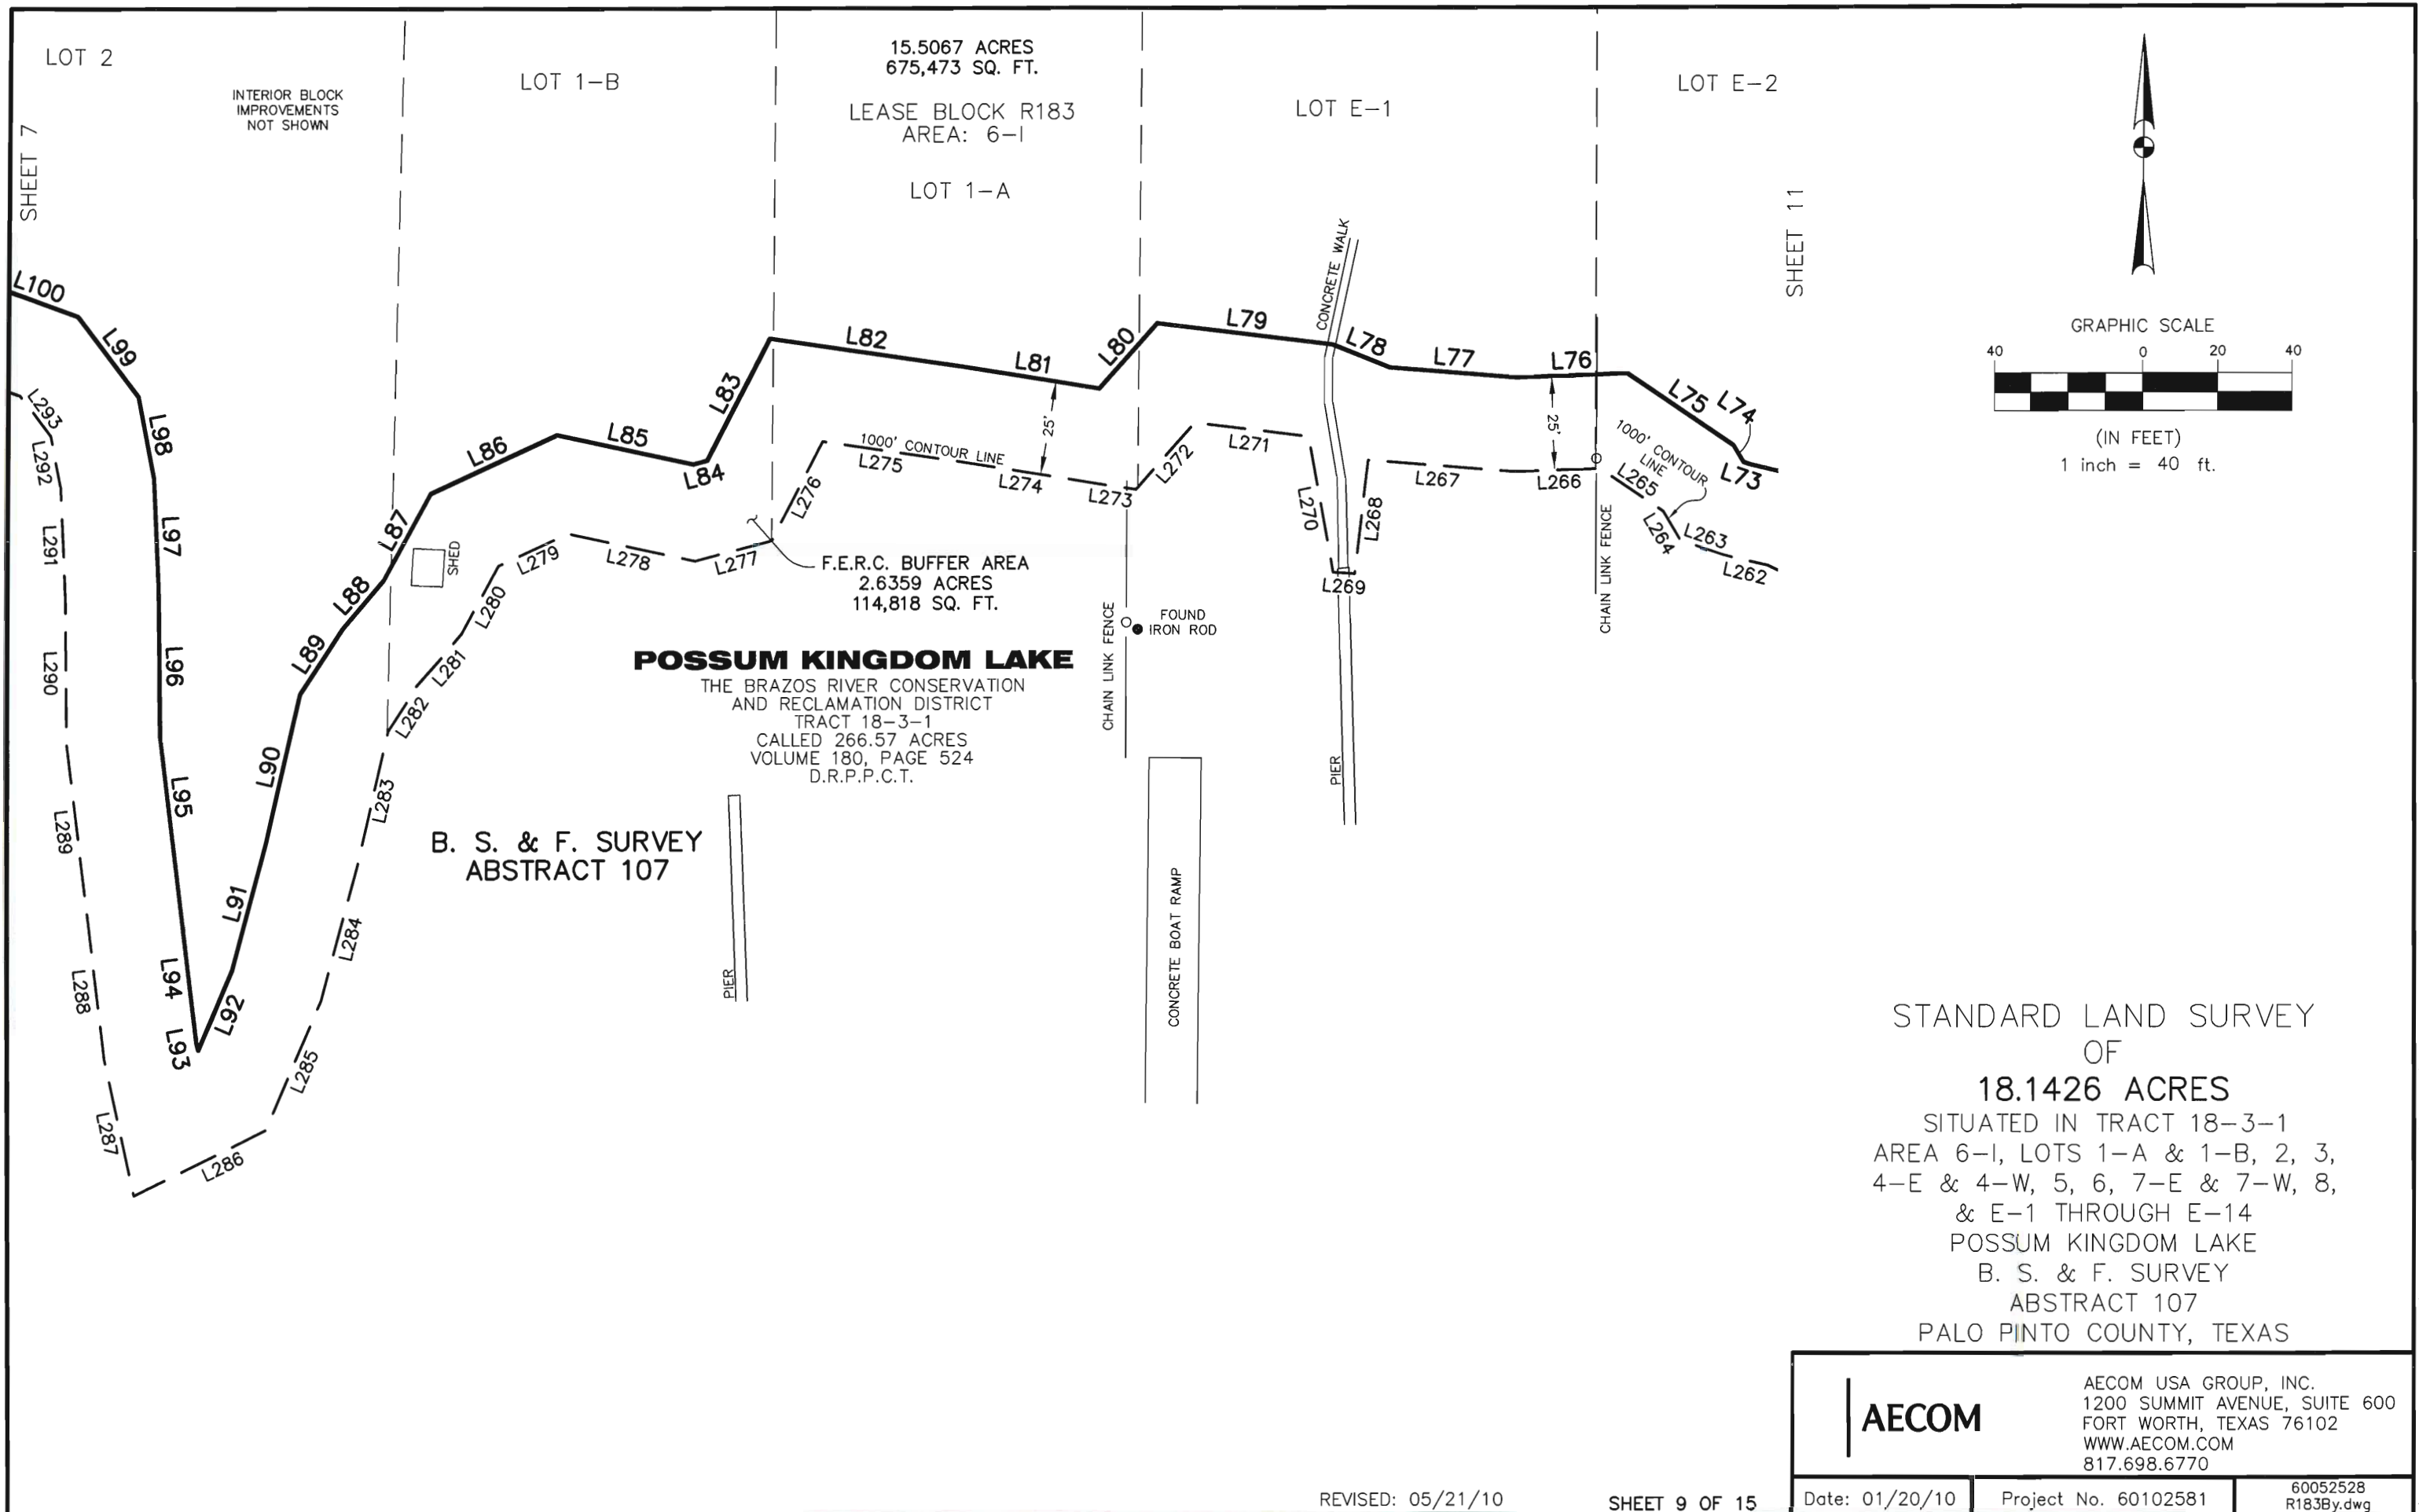 LOT 2
INTERIOR BLOCK
IMPROVEMENTS
NOT SHOWN
SHEET 7
LOT 1-B
15.5067 ACRES
675,473 SQ. FT.
LEASE BLOCK R183
AREA: 6-I
LOT 1-A
LOT E-1
LOT E-2
SHEET 11
GRAPHIC SCALE
40 0 20 40
(IN FEET)
1 inch = 40 ft.
L100
L99
L98
L97
L96
L95
L94
L93
L92
L91
L90
L89
L88
L87
L86
L85
L84
L83
L82
L81
L80
L79
L78
L77
L76
L75
L74
L73
CONCRETE WALK
25'
25'
1000' CONTOUR LINE
1000' CONTOUR
LINE
L293
L292
L291
L290
L289
L288
L287
L286
L285
L284
L283
L282
L281
L280
L279
L278
L277
L276
L275
L274
L273
L272
L271
L270
L269
L268
L267
L266
L265
L264
L263
L262
SHED
F.E.R.C. BUFFER AREA
2.6359 ACRES
114,818 SQ. FT.
CHAIN LINK FENCE
FOUND
IRON ROD
CHAIN LINK FENCE
POSSUM KINGDOM LAKE
THE BRAZOS RIVER CONSERVATION
AND RECLAMATION DISTRICT
TRACT 18-3-1
CALLED 266.57 ACRES
VOLUME 180, PAGE 524
D.R.P.P.C.T.
B. S. & F. SURVEY
ABSTRACT 107
PIER
PIER
CONCRETE BOAT RAMP
STANDARD LAND SURVEY
OF
18.1426 ACRES
SITUATED IN TRACT 18-3-1
AREA 6-I, LOTS 1-A & 1-B, 2, 3,
4-E & 4-W, 5, 6, 7-E & 7-W, 8,
& E-1 THROUGH E-14
POSSUM KINGDOM LAKE
B. S. & F. SURVEY
ABSTRACT 107
PALO PINTO COUNTY, TEXAS
AECOM
AECOM USA GROUP, INC.
1200 SUMMIT AVENUE, SUITE 600
FORT WORTH, TEXAS 76102
WWW.AECOM.COM
817.698.6770
REVISED: 05/21/10
SHEET 9 OF 15
Date: 01/20/10
Project No. 60102581
60052528
R183By.dwg